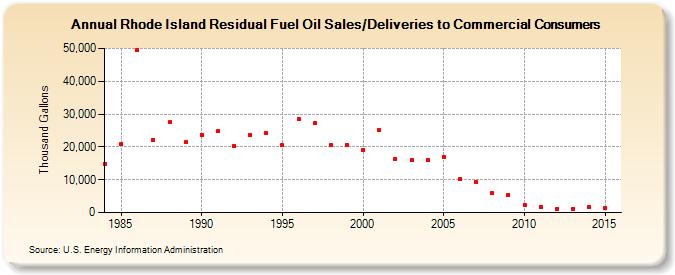 Annual Rhode Island Residual Fuel Oil Sales/Deliveries to Commercial Consumers
Thousand Gallons
50,000
40,000
30,000
20,000
10,000
0
1985 1990 1995 2000 2005 2010 2015
Source: U.S. Energy Information Administration